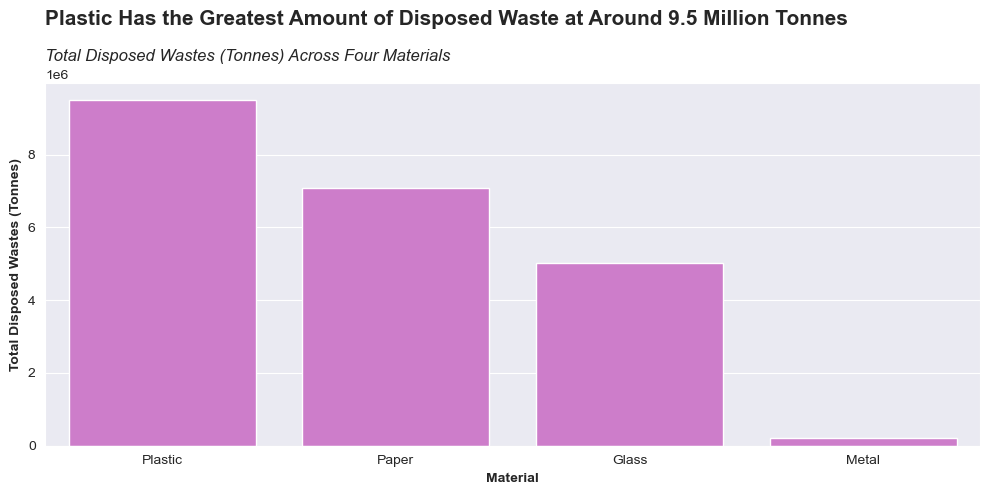 Plastic Has the Greatest Amount of Disposed Waste at Around 9.5 Million Tonnes
Total Disposed Wastes (Tonnes) Across Four Materials
1e6
Total Disposed Wastes (Tonnes)
8
6
4
2
0
Plastic Paper Glass Metal
Material